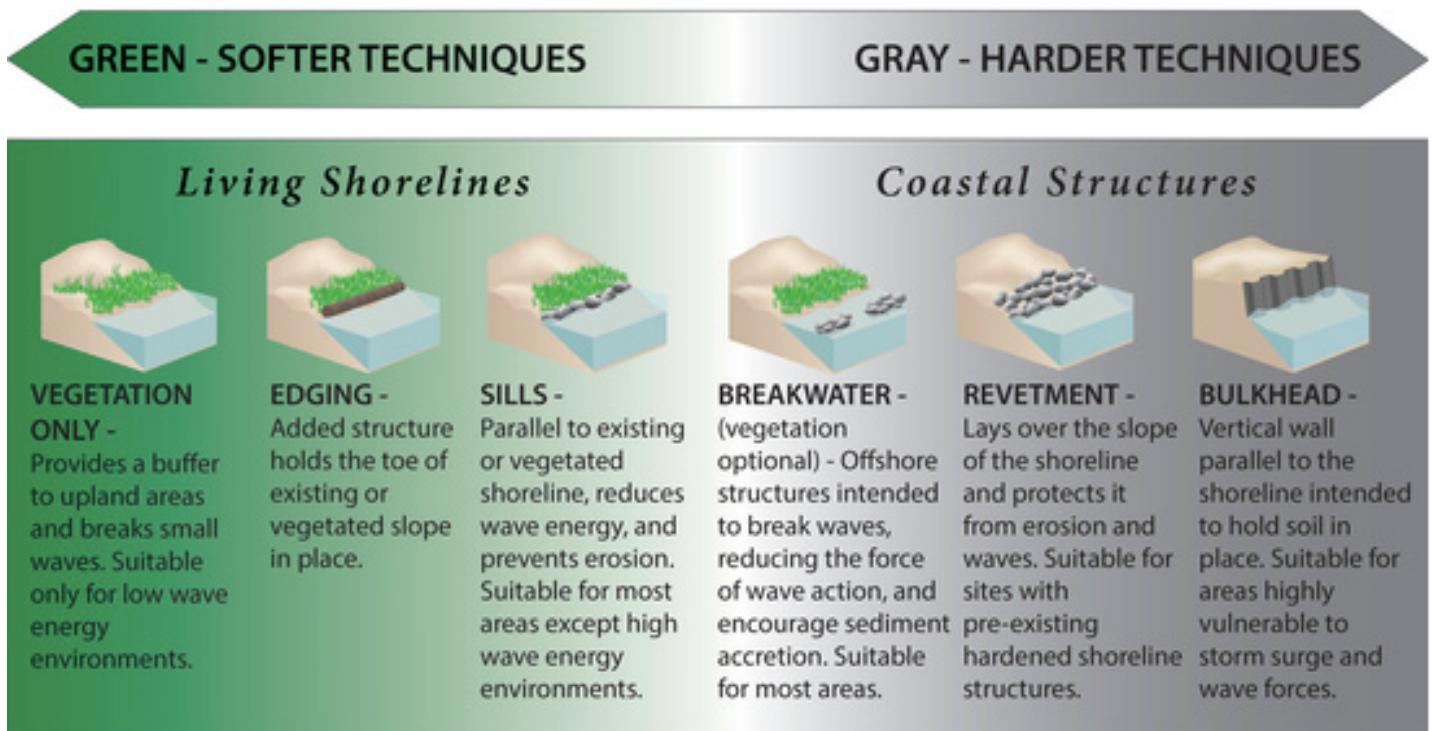 GREEN - SOFTER TECHNIQUES
GRAY - HARDER TECHNIQUES
Living Shorelines
Coastal Structures
VEGETATION
ONLY -
Provides a buffer
to upland areas
and breaks small
waves. Suitable
only for low wave
energy
environments.
EDGING -
Added structure
holds the toe of
existing or
vegetated slope
in place.
SILLS -
Parallel to existing
or vegetated
shoreline, reduces
wave energy, and
prevents erosion.
Suitable for most
areas except high
wave energy
environments.
BREAKWATER -
(vegetation
optional) - Offshore
structures intended
to break waves,
reducing the force
of wave action, and
encourage sediment
accretion. Suitable
for most areas.
REVETMENT -
Lays over the slope
of the shoreline
and protects it
from erosion and
waves. Suitable for
sites with
pre-existing
hardened shoreline
structures.
BULKHEAD -
Vertical wall
parallel to the
shoreline intended
to hold soil in
place. Suitable for
areas highly
vulnerable to
storm surge and
wave forces.